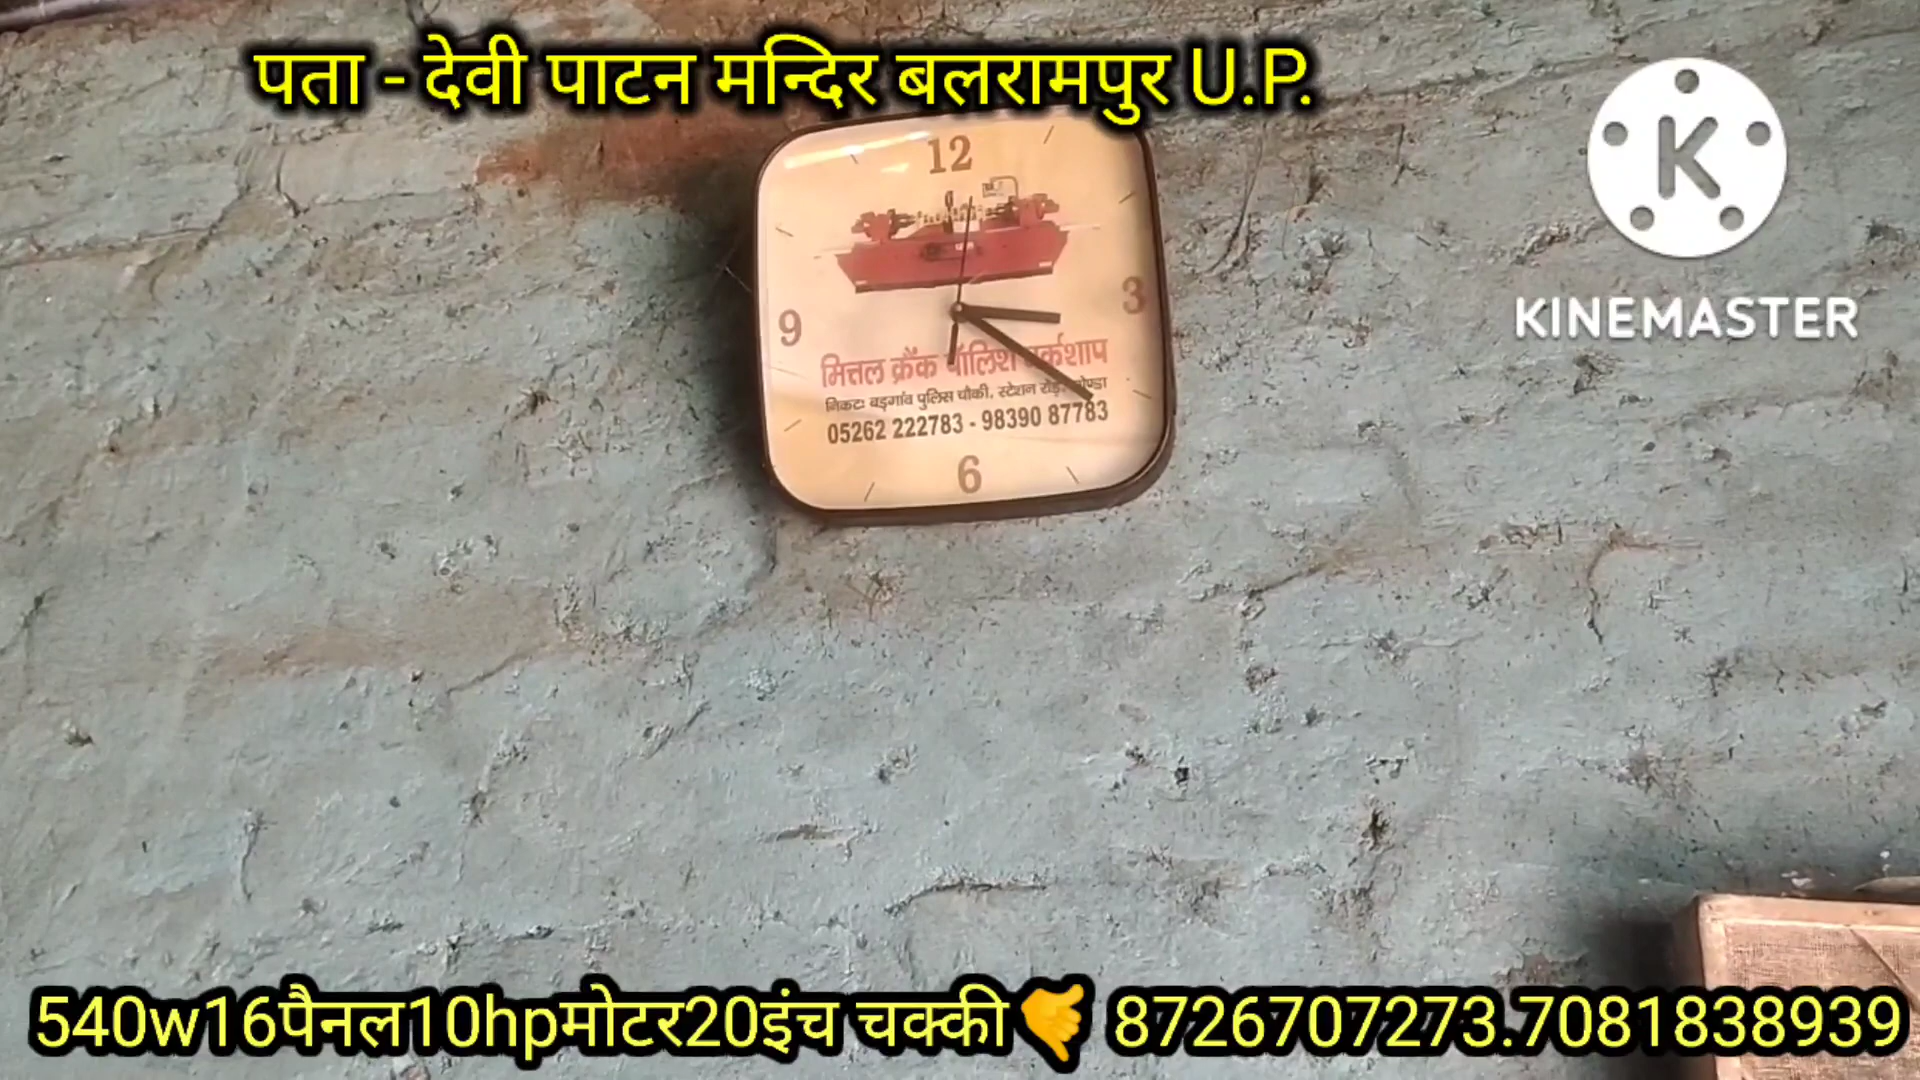 पता - देवी पाटन मन्दिर बलरामपुर U.P.
K
KINEMASTER
12
3
9
मित्तल क्रैंक पॉलिश वर्कशाप
निकटः बड़गांव पुलिस चौकी, स्टेशन रोड,
05262 222783 - 98390 87783
6
540w16पैनल10hpमोटर20इंच चक्की🤙 8726707273.7081838939